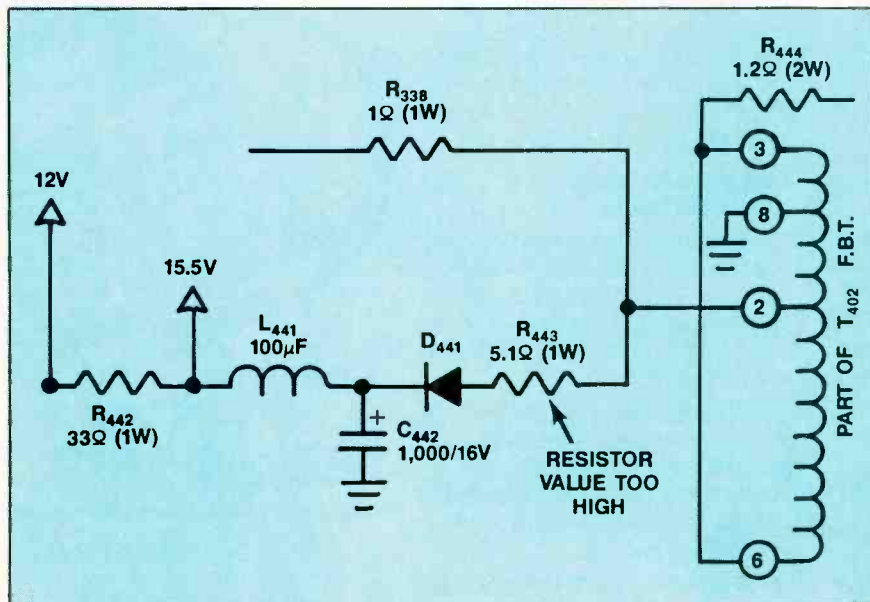 R444
1.2Ω (2W)
R338
1Ω (1W)
3
12V
8
15.5V
2
L441
100µF
D441
R443
5.1Ω (1W)
R442
33Ω (1W)
+
C442
1,000/16V
RESISTOR
VALUE TOO
HIGH
6
PART OF T402 F.B.T.